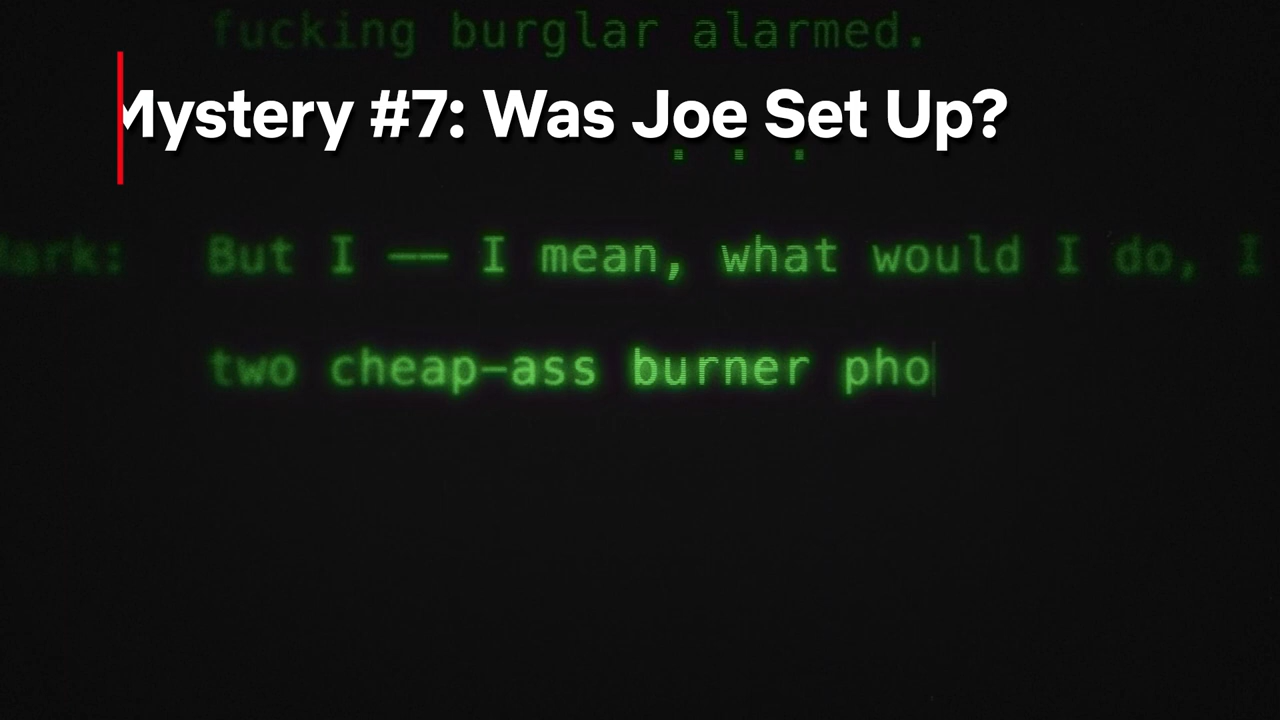 fucking burglar alarmed.
Mystery #7: Was Joe Set Up?
. . .
Mark: But I —— I mean, what would I do, I
two cheap-ass burner pho